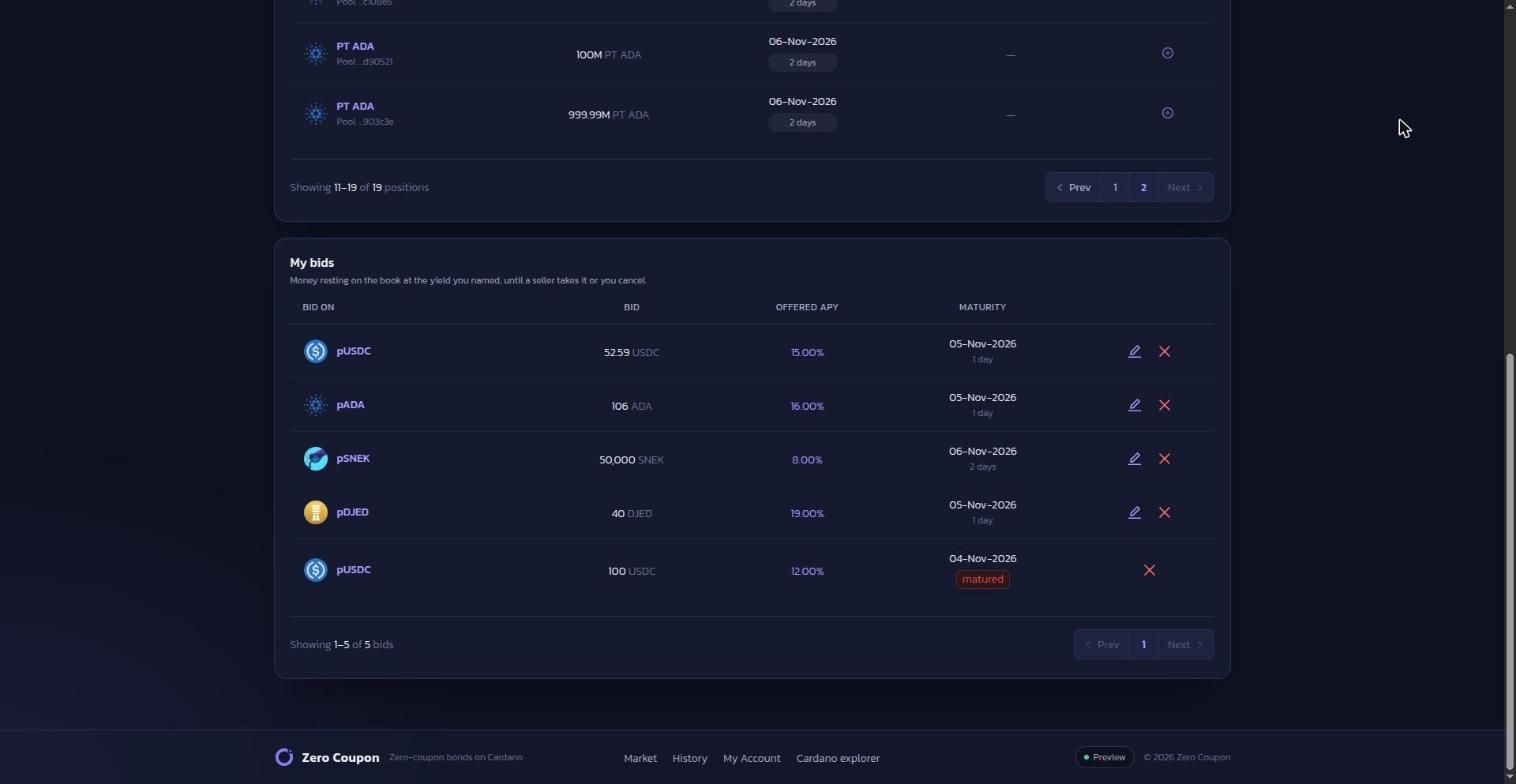 Pool ...c108e6
2 days
PT ADA
Pool ...d90521
100M PT ADA
06-Nov-2026
2 days
—
PT ADA
Pool ...903c3e
999.99M PT ADA
06-Nov-2026
2 days
—
Showing 11–19 of 19 positions
Prev 1 2 Next
My bids
Money resting on the book at the yield you named, until a seller takes it or you cancel.
BID ON BID OFFERED APY MATURITY
pUSDC 52.59 USDC 15.00% 05-Nov-2026
1 day
pADA 106 ADA 16.00% 05-Nov-2026
1 day
pSNEK 50,000 SNEK 8.00% 06-Nov-2026
2 days
pDJED 40 DJED 19.00% 05-Nov-2026
1 day
pUSDC 100 USDC 12.00% 04-Nov-2026
matured
Showing 1–5 of 5 bids
Prev 1 Next
Zero Coupon Zero-coupon bonds on Cardano Market History My Account Cardano explorer Preview © 2026 Zero Coupon